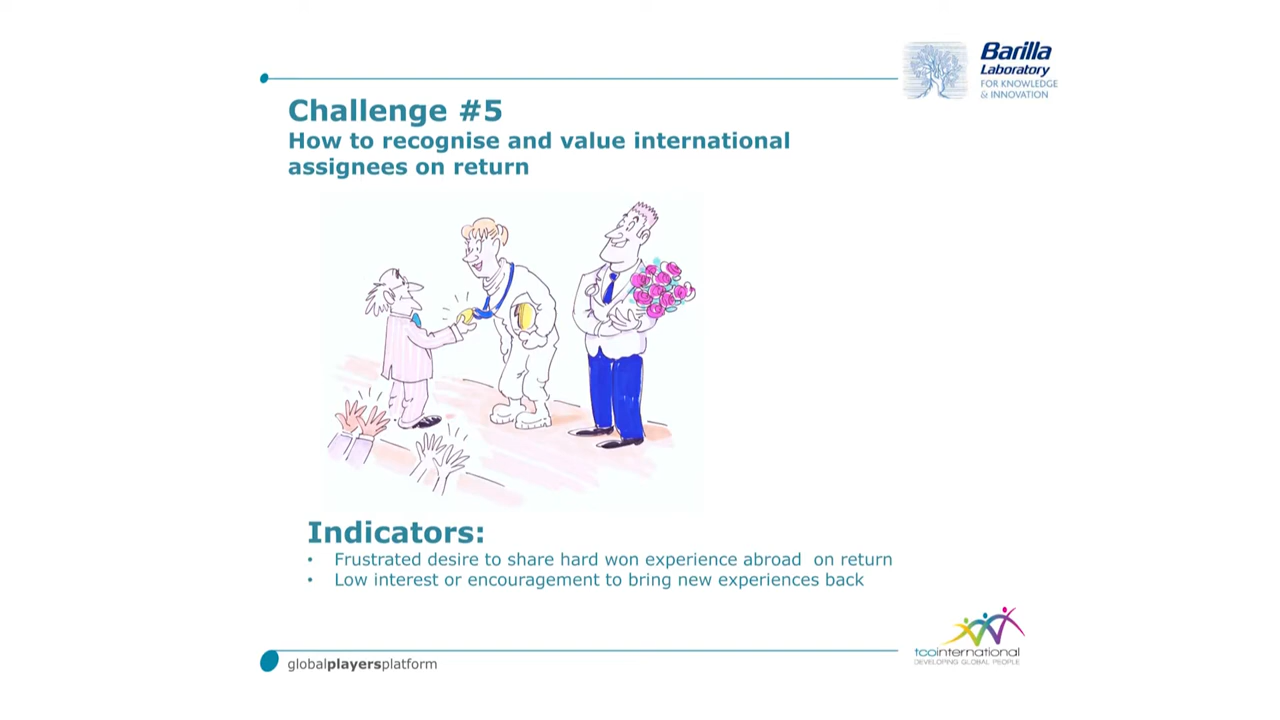 Barilla
Laboratory
FOR KNOWLEDGE
& INNOVATION
Challenge #5
How to recognise and value international
assignees on return
Indicators:
• Frustrated desire to share hard won experience abroad  on return
• Low interest or encouragement to bring new experiences back
tcointernational
DEVELOPING GLOBAL PEOPLE
globalplayersplatform